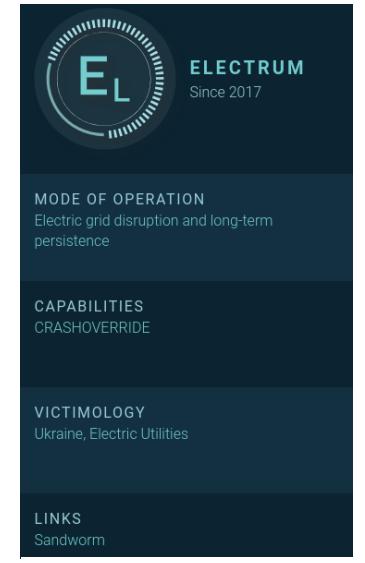 EL
ELECTRUM
Since 2017
MODE OF OPERATION
Electric grid disruption and long-term
persistence
CAPABILITIES
CRASHOVERRIDE
VICTIMOLOGY
Ukraine, Electric Utilities
LINKS
Sandworm